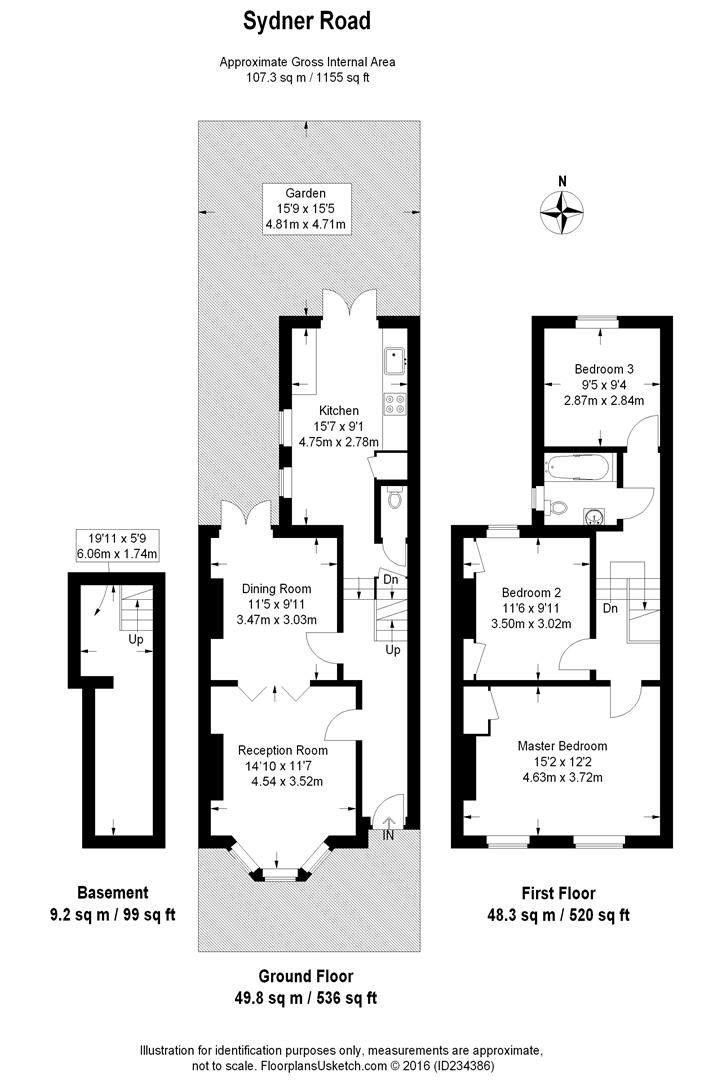 Sydner Road
Approximate Gross Internal Area
107.3 sq m / 1155 sq ft
Garden
15'9 x 15'5
4.81m x 4.71m
N
Kitchen
15'7 x 9'1
4.75m x 2.78m
Bedroom 3
9'5 x 9'4
2.87m x 2.84m
19'11 x 5'9
6.06m x 1.74m
Up
Dining Room
11'5 x 9'11
3.47m x 3.03m
Dn
Up
Bedroom 2
11'6 x 9'11
3.50m x 3.02m
Dn
Reception Room
14'10 x 11'7
4.54 x 3.52m
IN
Master Bedroom
15'2 x 12'2
4.63m x 3.72m
Basement
9.2 sq m / 99 sq ft
First Floor
48.3 sq m / 520 sq ft
Ground Floor
49.8 sq m / 536 sq ft
Illustration for identification purposes only, measurements are approximate,
not to scale. FloorplansUsketch.com © 2016 (ID234386)